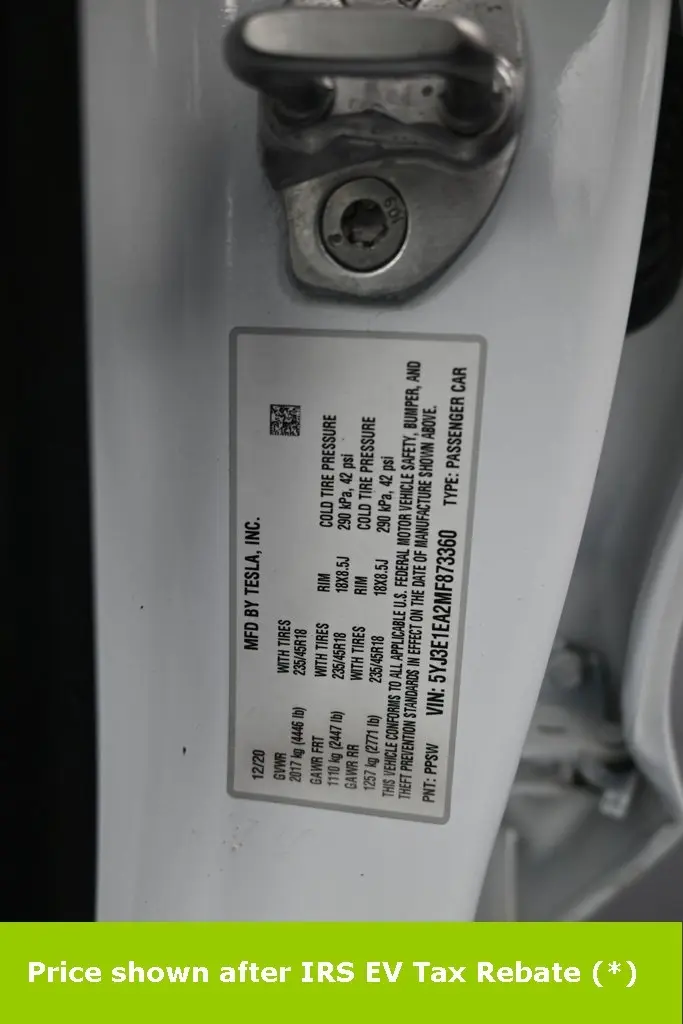 10.9
12/20 MFD BY TESLA, INC.
GVWR WITH TIRES
2017 kg (4446 lb) 235/45R18
GAWR FRT WITH TIRES RIM COLD TIRE PRESSURE
1110 kg (2447 lb) 235/45R18 18X8.5J 290 kPa, 42 psi
GAWR RR WITH TIRES RIM COLD TIRE PRESSURE
1257 kg (2771 lb) 235/45R18 18X8.5J 290 kPa, 42 psi
THIS VEHICLE CONFORMS TO ALL APPLICABLE U.S. FEDERAL MOTOR VEHICLE SAFETY, BUMPER, AND
THEFT PREVENTION STANDARDS IN EFFECT ON THE DATE OF MANUFACTURE SHOWN ABOVE.
PNT: PPSW VIN: 5YJ3E1EA2MF873360 TYPE: PASSENGER CAR
Price shown after IRS EV Tax Rebate (*)